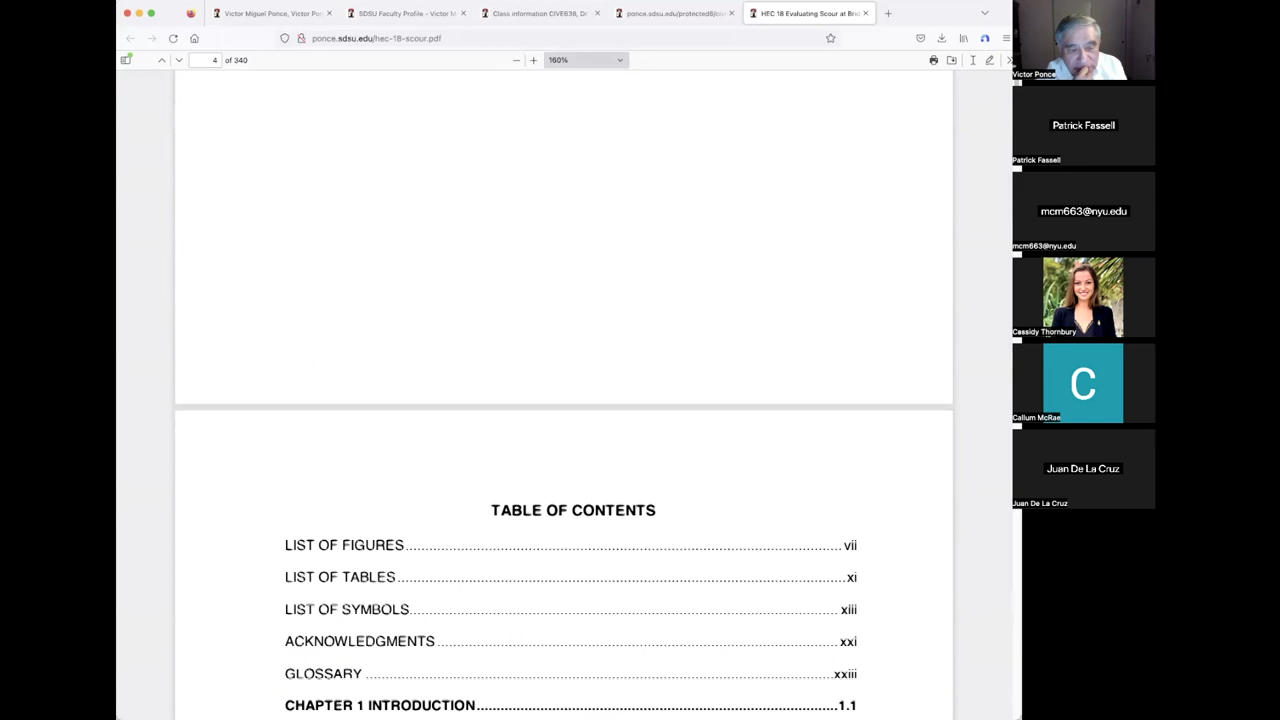 Victor Miguel Ponce, Victor Pon
SDSU Faculty Profile - Victor M
Class information CIVE638, Dr
ponce.sdsu.edu/protected8/civ
HEC 18 Evaluating Scour at Brid
ponce.sdsu.edu/hec-18-scour.pdf
4 of 340
160%
TABLE OF CONTENTS
LIST OF FIGURES vii
LIST OF TABLES xi
LIST OF SYMBOLS xiii
ACKNOWLEDGMENTS xxi
GLOSSARY xxiii
CHAPTER 1 INTRODUCTION 1.1
Victor Ponce
Patrick Fassell
Patrick Fassell
mcm663@nyu.edu
mcm663@nyu.edu
Cassidy Thornbury
C
Callum McRae
Juan De La Cruz
Juan De La Cruz